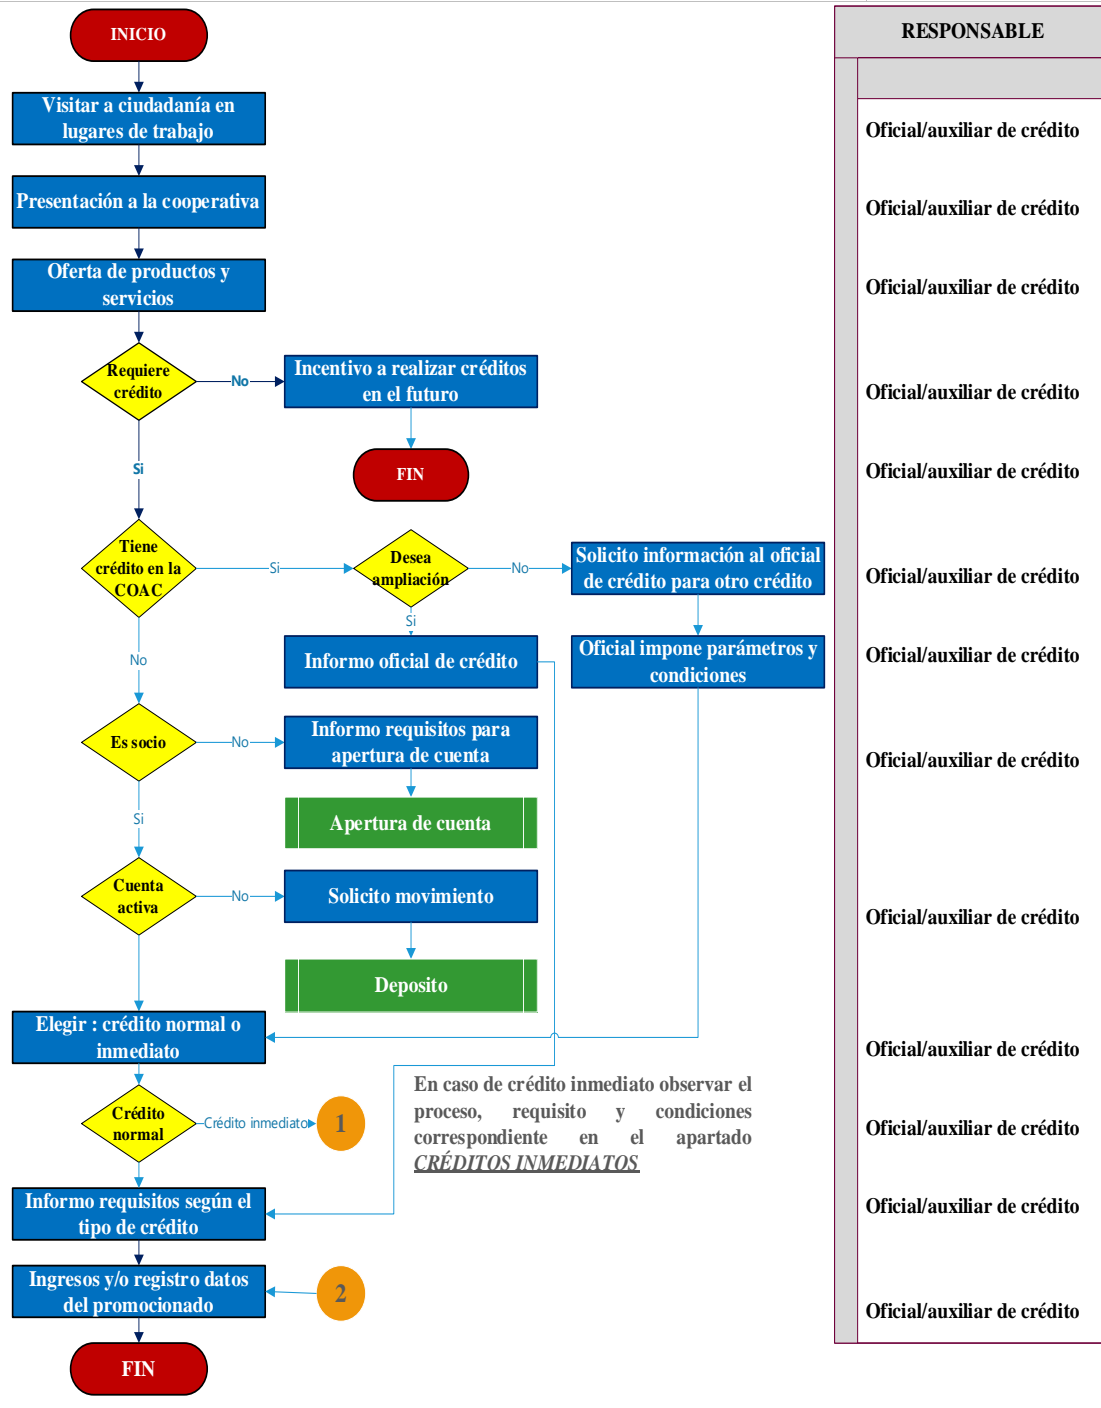 INICIO
RESPONSABLE
Visitar a ciudadanía en
lugares de trabajo
Oficial/auxiliar de crédito
Presentación a la cooperativa
Oficial/auxiliar de crédito
Oferta de productos y
servicios
Oficial/auxiliar de crédito
Requiere
crédito
No
Incentivo a realizar créditos
en el futuro
Oficial/auxiliar de crédito
Si
FIN
Oficial/auxiliar de crédito
Tiene
crédito en la
COAC
Si
Desea
ampliación
No
Solicito información al oficial
de crédito para otro crédito
Oficial/auxiliar de crédito
Si
No
Informo oficial de crédito
Oficial impone parámetros y
condiciones
Oficial/auxiliar de crédito
Es socio
No
Informo requisitos para
apertura de cuenta
Oficial/auxiliar de crédito
Si
Apertura de cuenta
Cuenta
activa
No
Solicito movimiento
Oficial/auxiliar de crédito
Deposito
Elegir : crédito normal o
inmediato
Oficial/auxiliar de crédito
Crédito
normal
Crédito inmediato
1
En caso de crédito inmediato observar el
proceso, requisito y condiciones
correspondiente en el apartado
CRÉDITOS INMEDIATOS
Oficial/auxiliar de crédito
Informo requisitos según el
tipo de crédito
Oficial/auxiliar de crédito
Ingresos y/o registro datos
del promocionado
2
Oficial/auxiliar de crédito
FIN